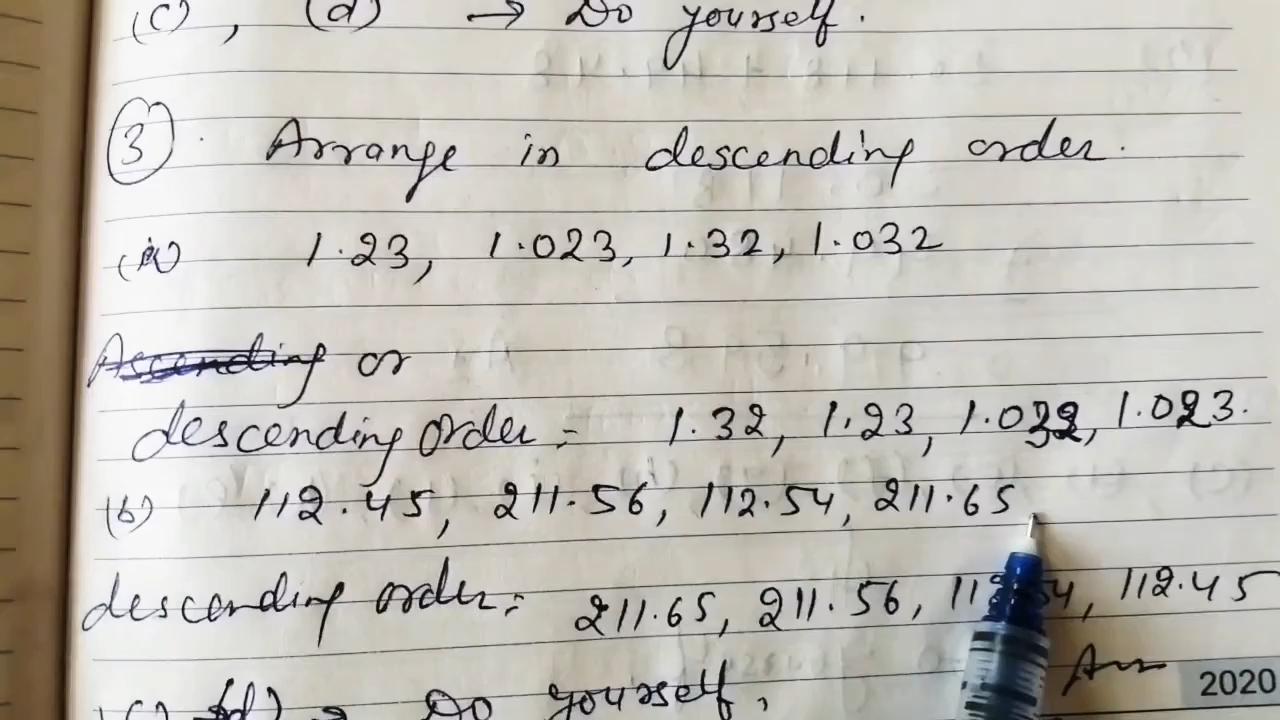 (c), (d) → Do yourself.
(3). Arrange in descending order.
(a) 1.23, 1.023, 1.32, 1.032
Ascending or
descending order = 1.32, 1.23, 1.032, 1.023.
(b) 112.45, 211.56, 112.54, 211.65
descending order = 211.65, 211.56, 112.54, 112.45
Ans
2020
(c) (d) → Do yourself,